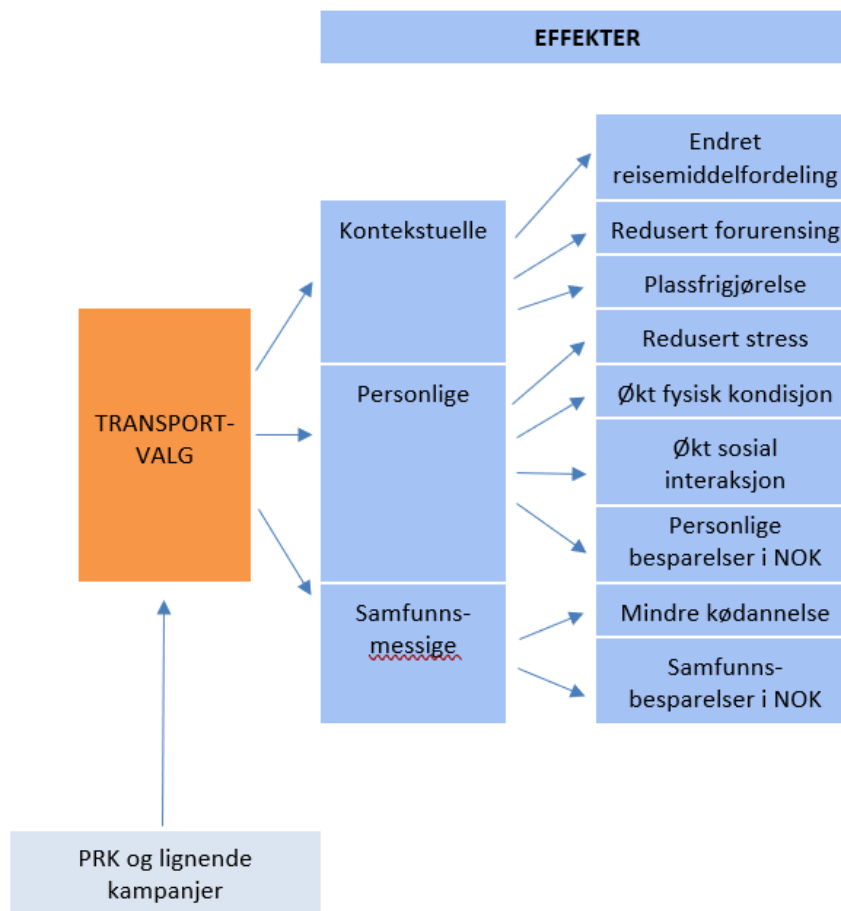 EFFEKTER
Endret
reisemiddelfordeling
Kontekstuelle
Redusert forurensing
Plassfrigjørelse
Redusert stress
Personlige
Økt fysisk kondisjon
TRANSPORT-
VALG
Økt sosial
interaksjon
Personlige
besparelser i NOK
Samfunns-
messige
Mindre kødannelse
Samfunns-
besparelser i NOK
PRK og lignende
kampanjer